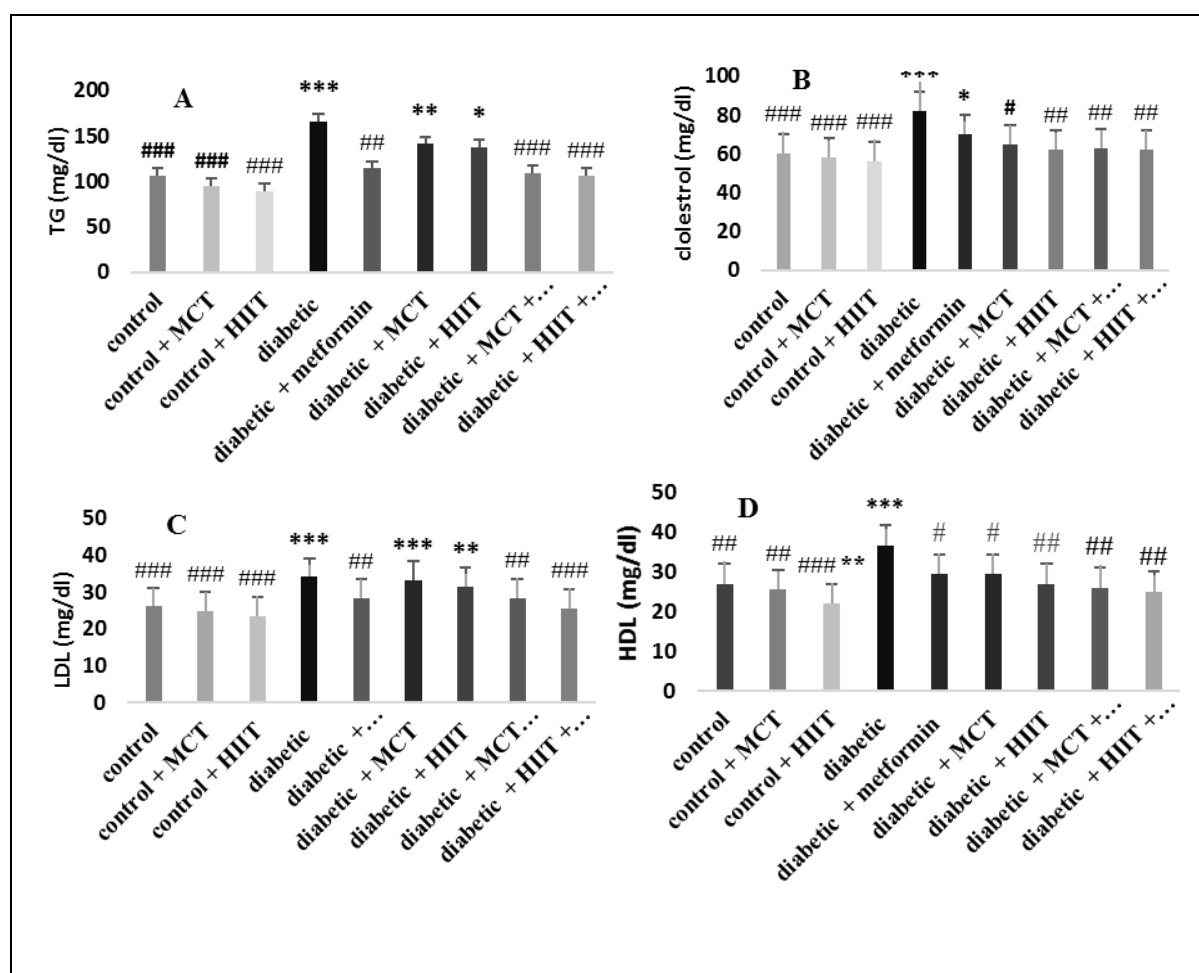 A
TG (mg/dl)
200
150
100
50
0
###
###
###
***
##
**
*
###
###
control
control + MCT
control + HIIT
diabetic
diabetic + metformin
diabetic + MCT
diabetic + HIIT
diabetic + MCT +...
diabetic + HIIT +...
B
clolestrol (mg/dl)
100
80
60
40
20
0
###
###
###
***
*
#
##
##
##
control
control + MCT
control + HIIT
diabetic
diabetic + metformin
diabetic + MCT
diabetic + HIIT
diabetic + MCT +...
diabetic + HIIT +...
C
LDL (mg/dl)
50
40
30
20
10
0
###
###
###
***
##
***
**
##
###
control
control + MCT
control + HIIT
diabetic
diabetic +...
diabetic + MCT
diabetic + HIIT
diabetic + MCT...
diabetic + HIIT +...
D
HDL (mg/dl)
50
40
30
20
10
0
##
##
### **
***
#
#
##
##
##
control
control + MCT
control + HIIT
diabetic
diabetic + metformin
diabetic + MCT
diabetic + HIIT
diabetic + MCT +...
diabetic + HIIT +...